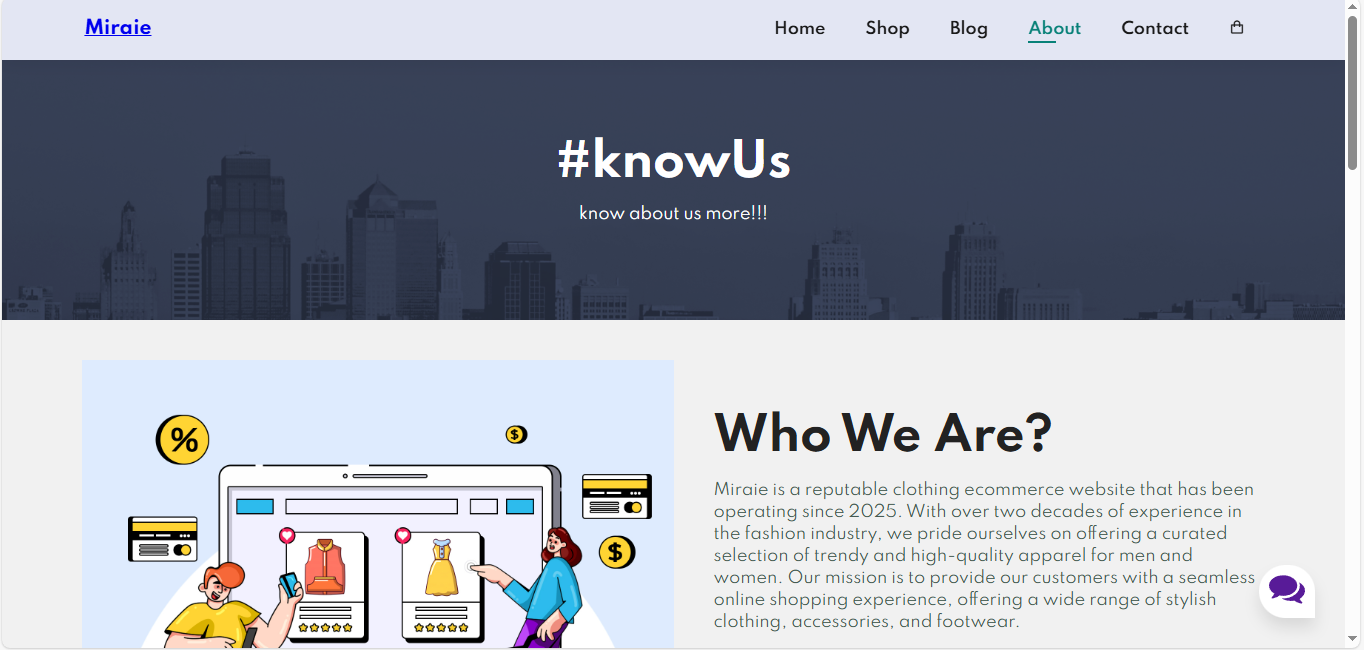 Miraie
Home Shop Blog About Contact
#knowUs
know about us more!!!
Who We Are?
Miraie is a reputable clothing ecommerce website that has been
operating since 2025. With over two decades of experience in
the fashion industry, we pride ourselves on offering a curated
selection of trendy and high-quality apparel for men and
women. Our mission is to provide our customers with a seamless
online shopping experience, offering a wide range of stylish
clothing, accessories, and footwear.
%
$
$